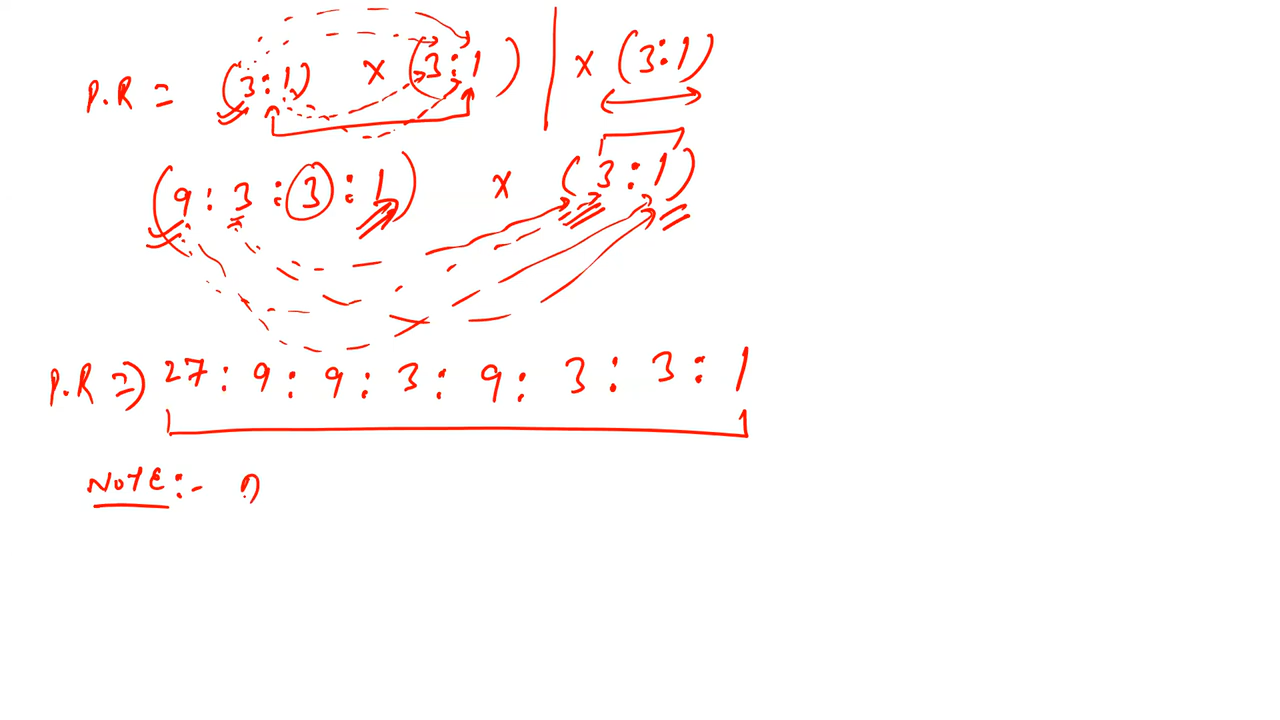 P.R = (3:1) x (3:1) | x (3:1)
(9:3:3:1) x (3:1)
P.R => 27:9:9:3:9:3:3:1
NOTE:-